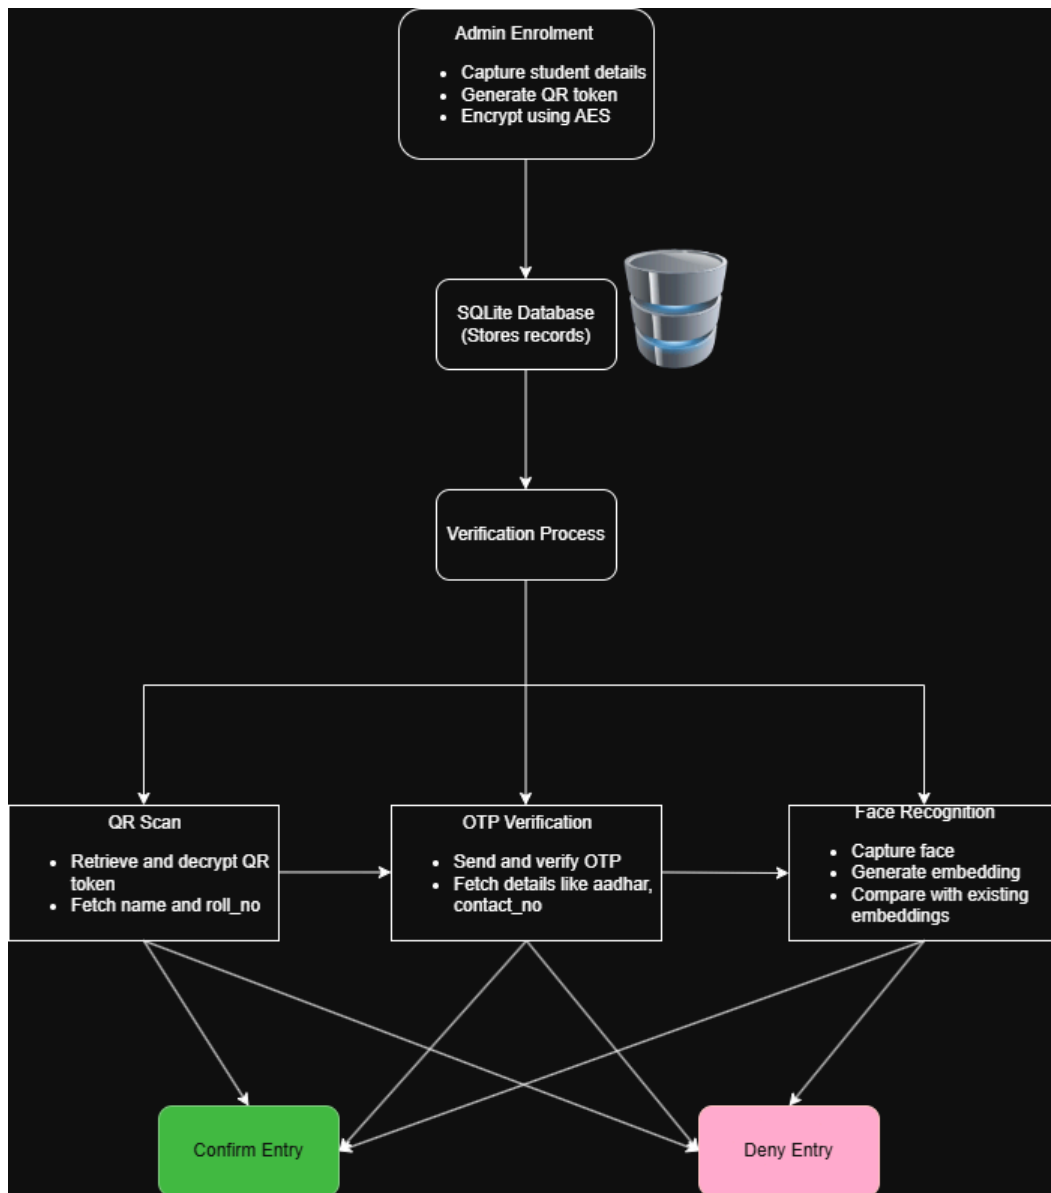 Admin Enrolment
• Capture student details
• Generate QR token
• Encrypt using AES
SQLite Database
(Stores records)
Verification Process
QR Scan
• Retrieve and decrypt QR
token
• Fetch name and roll_no
OTP Verification
• Send and verify OTP
• Fetch details like aadhar,
contact_no
Face Recognition
• Capture face
• Generate embedding
• Compare with existing
embeddings
Confirm Entry
Deny Entry